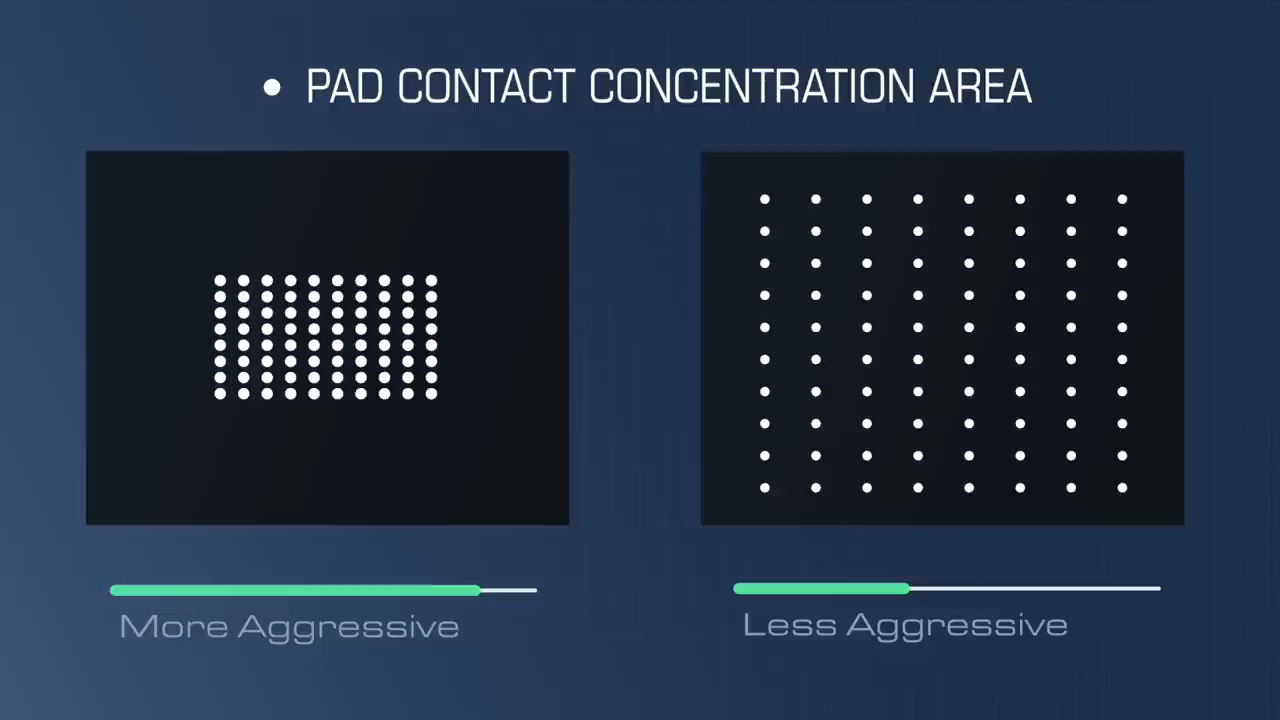 • PAD CONTACT CONCENTRATION AREA
More Aggressive
Less Aggressive